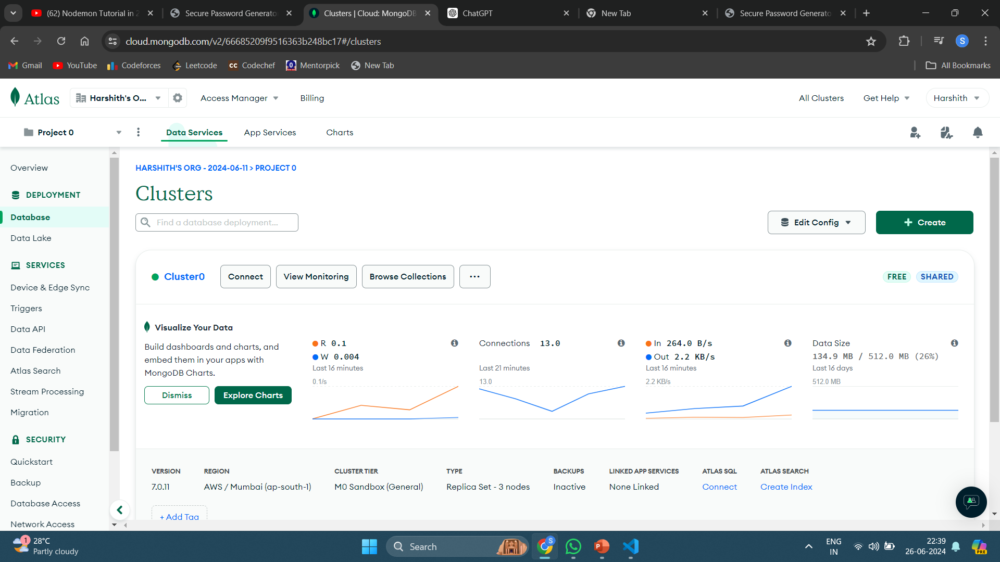 (62) Nodemon Tutorial in 2
Secure Password Generato
Clusters | Cloud: MongoDB
ChatGPT
New Tab
Secure Password Generato
cloud.mongodb.com/v2/66685209f9516363b248bc17#/clusters
S
Gmail
YouTube
Codeforces
Leetcode
CC Codechef
Mentorpick
New Tab
All Bookmarks
Atlas
Harshith's O...
Access Manager
Billing
All Clusters
Get Help
Harshith
Project 0
Data Services
App Services
Charts
Overview
DEPLOYMENT
Database
Data Lake
SERVICES
Device & Edge Sync
Triggers
Data API
Data Federation
Atlas Search
Stream Processing
Migration
SECURITY
Quickstart
Backup
Database Access
Network Access
HARSHITH'S ORG - 2024-06-11 > PROJECT 0
Clusters
Find a database deployment...
Edit Config
+ Create
Cluster0
Connect
View Monitoring
Browse Collections
...
FREE
SHARED
Visualize Your Data
Build dashboards and charts, and
embed them in your apps with
MongoDB Charts.
Dismiss
Explore Charts
R 0.1
W 0.004
Last 16 minutes
0.1/s
Connections 13.0
Last 21 minutes
13.0
In 264.0 B/s
Out 2.2 KB/s
Last 16 minutes
2.2 KB/s
Data Size
134.9 MB / 512.0 MB (26%)
Last 16 days
512.0 MB
VERSION
7.0.11
REGION
AWS / Mumbai (ap-south-1)
CLUSTER TIER
M0 Sandbox (General)
TYPE
Replica Set - 3 nodes
BACKUPS
Inactive
LINKED APP SERVICES
None Linked
ATLAS SQL
Connect
ATLAS SEARCH
Create Index
+ Add Tag
1
28°C
Partly cloudy
Search
S
P
ENG
IN
22:39
26-06-2024
PRE